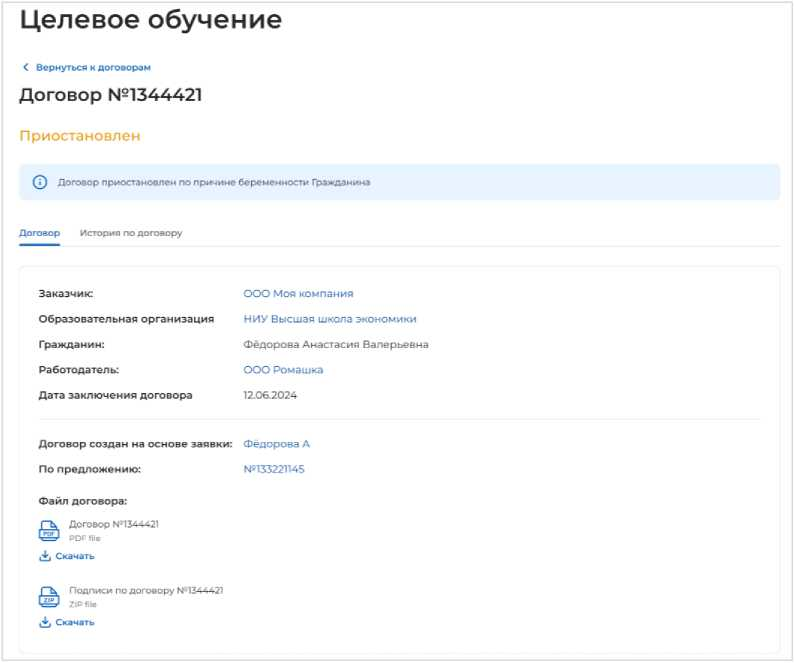 Целевое обучение
Вернуться к договорам
Договор №1344421
Приостановлен
Договор приостановлен по причине беременности Гражданина
Договор История по договору
Заказчик: ООО Моя компания
Образовательная организация НИУ Высшая школа экономики
Гражданин: Фёдорова Анастасия Валерьевна
Работодатель: ООО Ромашка
Дата заключения договора 12.06.2024
Договор создан на основе заявки: Фёдорова А
По предложению: №133221145
Файл договора:
Договор №1344421
PDF
PDF file
Скачать
Подписи по договору №1344421
ZIP
ZIP file
Скачать